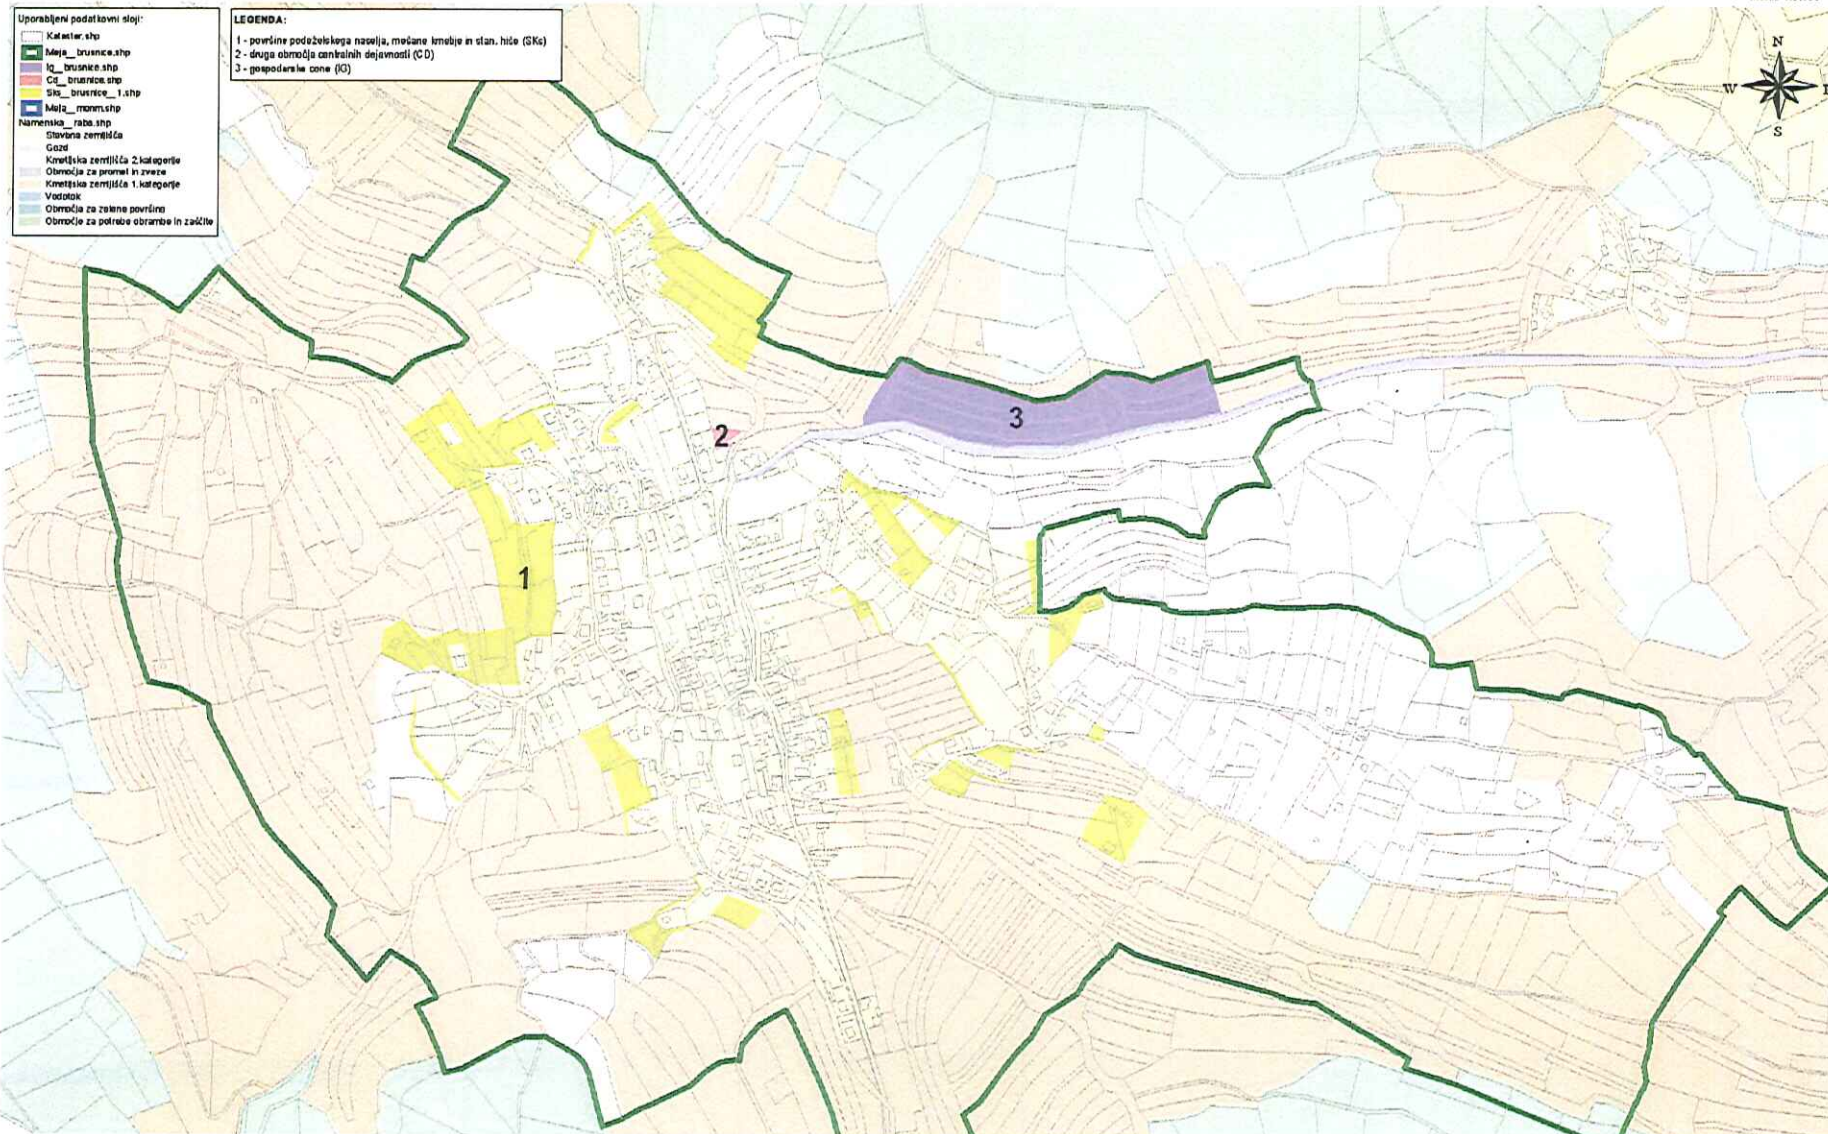 Uporabljeni podatkovni sloji:
Kataster.shp
Meja__brusnice.shp
Ig__brusnice.shp
Cd__brusnice.shp
Sks__brusnice__1.shp
Meja__monm.shp
Namenska__raba.shp
Stavbna zemljišča
Gozd
Kmetijska zemljišča 2.kategorije
Območja za promet in zveze
Kmetijska zemljišča 1.kategorije
Vodotok
Območja za zelene površine
Območje za potrebe obrambe in zaščite
LEGENDA:
1 - površine podeželskega naselja, mešane kmetije in stan. hiše (SKs)
2 - druga območja centralnih dejavnosti (CD)
3 - gospodarske cone (IG)
N
W
S
3
2
1